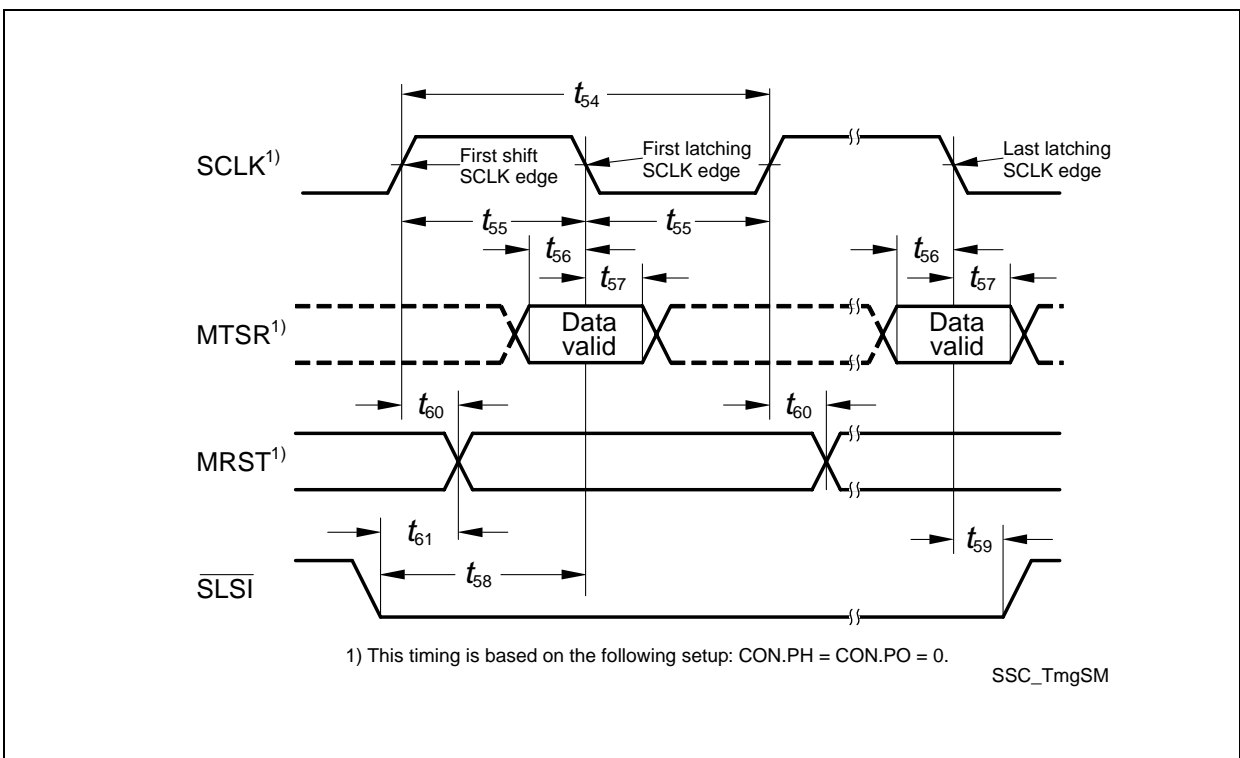 t54
SCLK1)
First shift
SCLK edge
First latching
SCLK edge
Last latching
SCLK edge
t55
t55
t56
t56
t57
t57
MTSR1)
Data
valid
Data
valid
t60
t60
MRST1)
t61
t59
t58
SLSI
1) This timing is based on the following setup: CON.PH = CON.PO = 0.
SSC_TmgSM